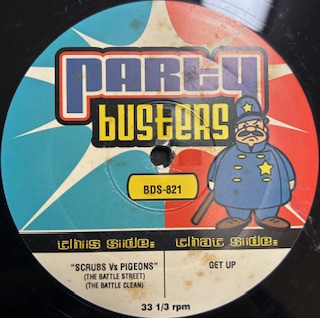 PARTY
busters
BDS-821
this side:
that side:
"SCRUBS Vs PIGEONS"
(THE BATTLE STREET)
(THE BATTLE CLEAN)
GET UP
33 1/3 rpm